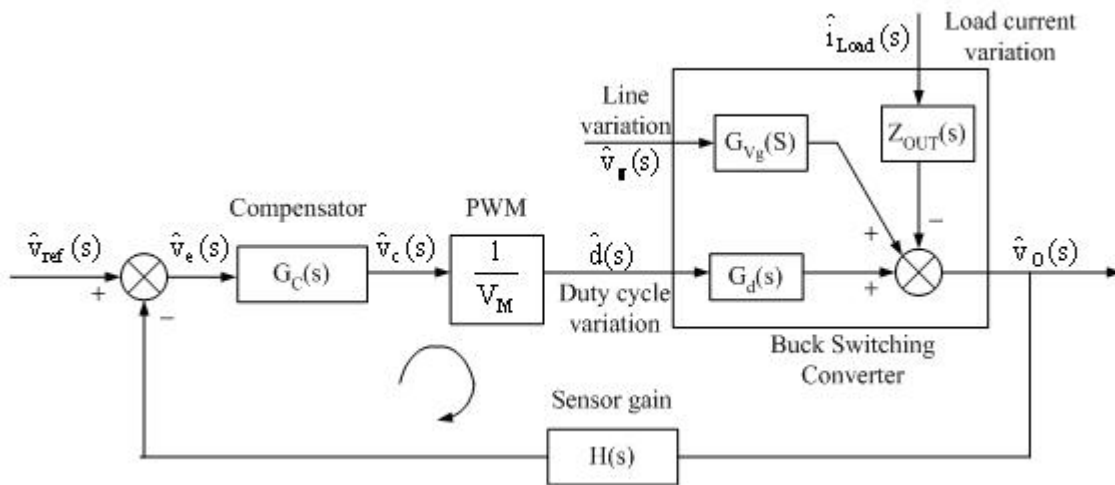 î_Load(s)
Load current
variation
Line
variation
v̂_g(s)
G_Vg(S)
Z_OUT(s)
−
+
Compensator
PWM
v̂_ref(s)
v̂_e(s)
G_C(s)
v̂_c(s)
1
V_M
d̂(s)
G_d(s)
v̂_O(s)
+
−
+
Duty cycle
variation
Buck Switching
Converter
Sensor gain
H(s)